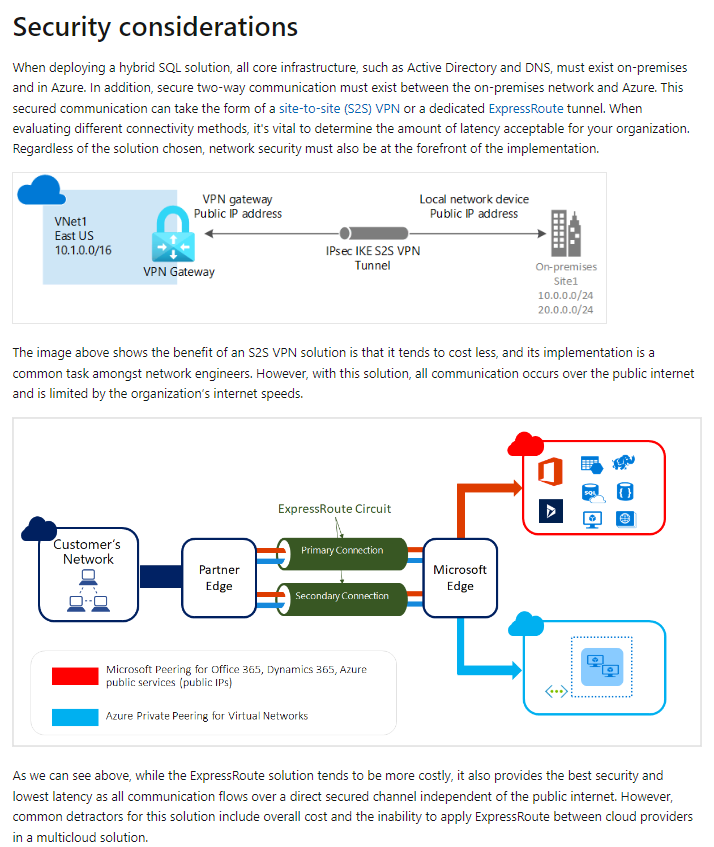 Security considerations
When deploying a hybrid SQL solution, all core infrastructure, such as Active Directory and DNS, must exist on-premises
and in Azure. In addition, secure two-way communication must exist between the on-premises network and Azure. This
secured communication can take the form of a site-to-site (S2S) VPN or a dedicated ExpressRoute tunnel. When
evaluating different connectivity methods, it's vital to determine the amount of latency acceptable for your organization.
Regardless of the solution chosen, network security must also be at the forefront of the implementation.
VNet1
East US
10.1.0.0/16
VPN gateway
Public IP address
VPN Gateway
IPsec IKE S2S VPN
Tunnel
Local network device
Public IP address
On-premises
Site1
10.0.0.0/24
20.0.0.0/24
The image above shows the benefit of an S2S VPN solution is that it tends to cost less, and its implementation is a
common task amongst network engineers. However, with this solution, all communication occurs over the public internet
and is limited by the organization's internet speeds.
Customer's
Network
Partner
Edge
ExpressRoute Circuit
Primary Connection
Secondary Connection
Microsoft
Edge
SQL
Microsoft Peering for Office 365, Dynamics 365, Azure
public services (public IPs)
Azure Private Peering for Virtual Networks
As we can see above, while the ExpressRoute solution tends to be more costly, it also provides the best security and
lowest latency as all communication flows over a direct secured channel independent of the public internet. However,
common detractors for this solution include overall cost and the inability to apply ExpressRoute between cloud providers
in a multicloud solution.